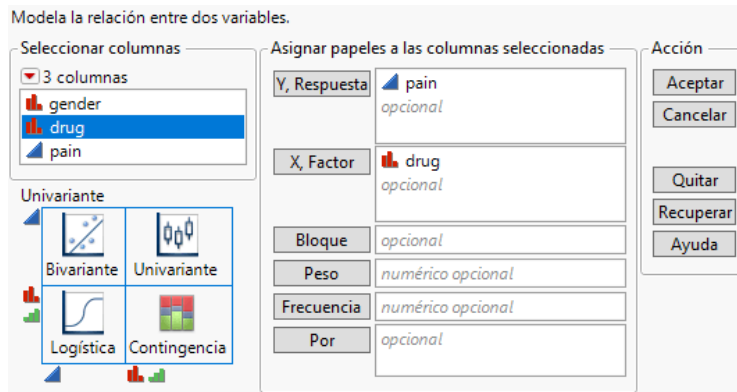 Modela la relación entre dos variables.
Seleccionar columnas
3 columnas
gender
drug
pain
Univariante
Bivariante
Univariante
Logística
Contingencia
Asignar papeles a las columnas seleccionadas
Y, Respuesta
pain
opcional
X, Factor
drug
opcional
Bloque
opcional
Peso
numérico opcional
Frecuencia
numérico opcional
Por
opcional
Acción
Aceptar
Cancelar
Quitar
Recuperar
Ayuda